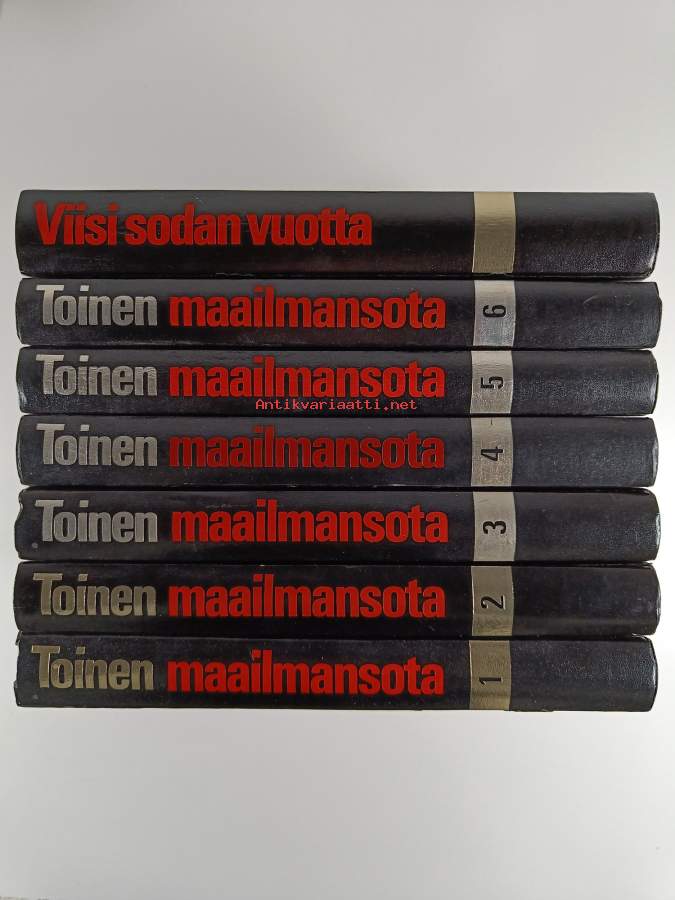 Viisi sodan vuotta
Toinen maailmansota 6
Toinen maailmansota 5
Antikvariaatti.net
Toinen maailmansota 4
Toinen maailmansota 3
Toinen maailmansota 2
Toinen maailmansota 1